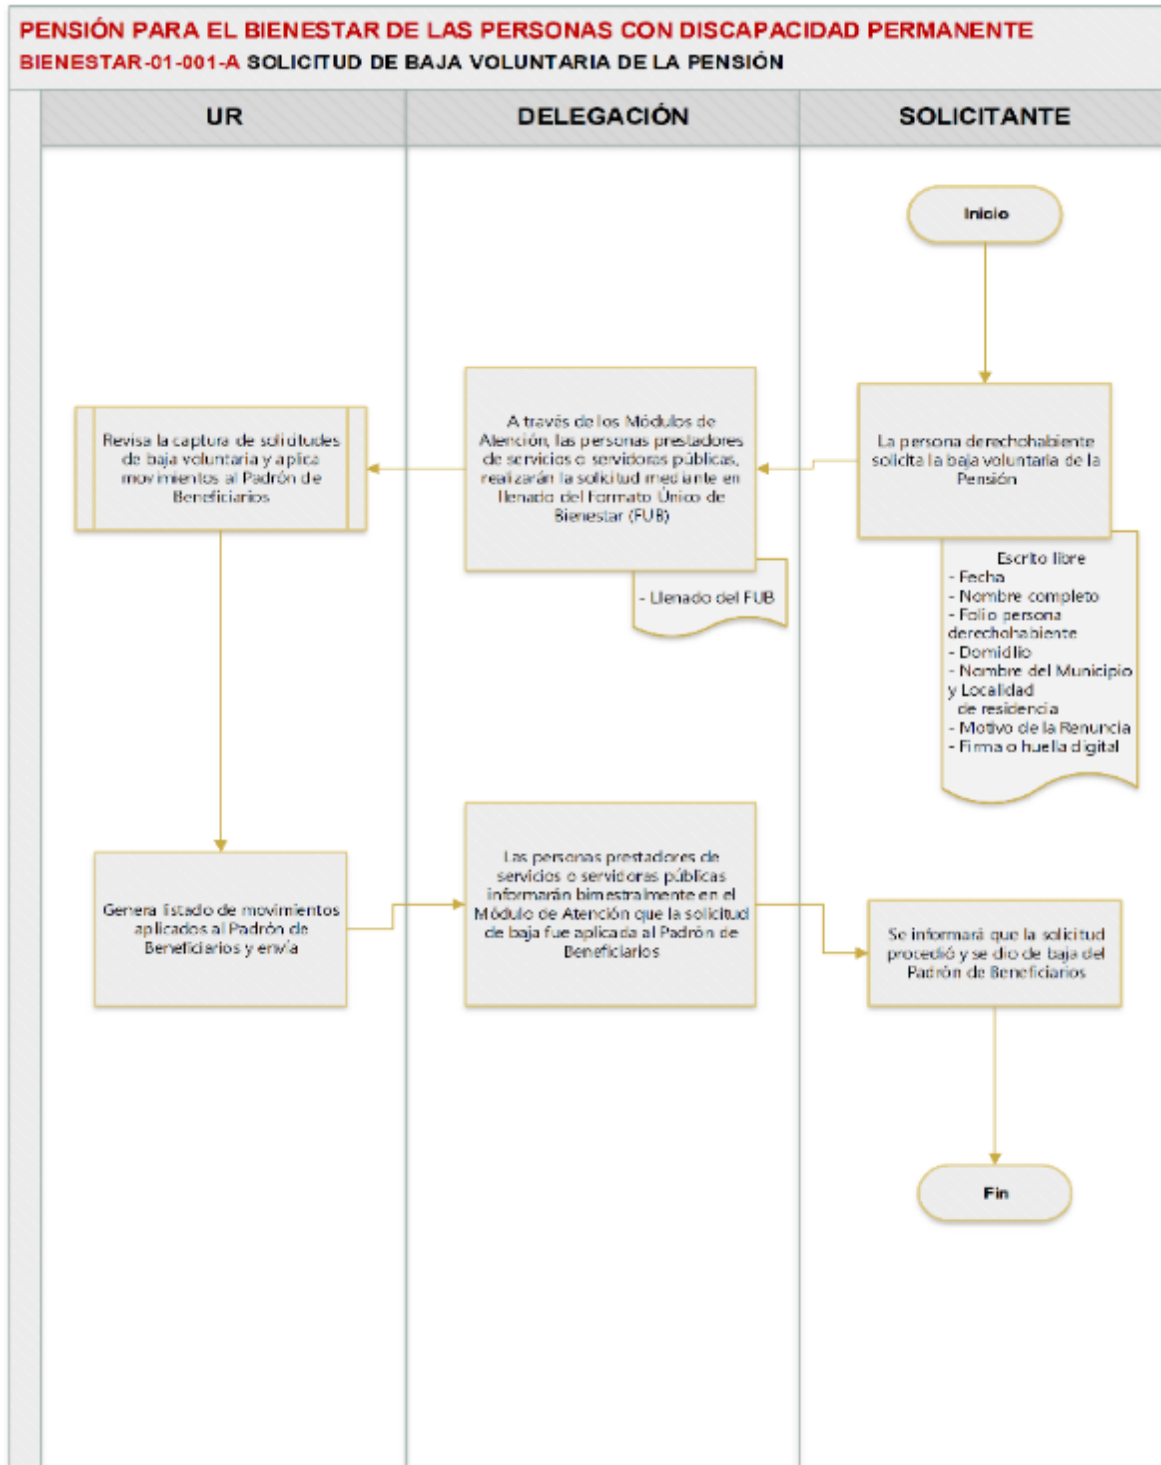 PENSIÓN PARA EL BIENESTAR DE LAS PERSONAS CON DISCAPACIDAD PERMANENTE
BIENESTAR-01-001-A SOLICITUD DE BAJA VOLUNTARIA DE LA PENSIÓN
UR
DELEGACIÓN
SOLICITANTE
Inicio
La persona derechohabiente
solicita la baja voluntaria de la
Pensión
Escrito libre
- Fecha
- Nombre completo
- Folio persona
derechohabiente
- Domicilio
- Nombre del Municipio
y Localidad
de residencia
- Motivo de la Renuncia
- Firma o huella digital
A través de los Módulos de
Atención, las personas prestadores
de servicios o servidoras públicas,
realizarán la solicitud mediante en
llenado del Formato Único de
Bienestar (FUB)
- Llenado del FUB
Revisa la captura de solicitudes
de baja voluntaria y aplica
movimientos al Padrón de
Beneficiarios
Genera listado de movimientos
aplicados al Padrón de
Beneficiarios y envía
Las personas prestadores de
servicios o servidoras públicas
informarán bimestralmente en el
Módulo de Atención que la solicitud
de baja fue aplicada al Padrón de
Beneficiarios
Se informará que la solicitud
procedió y se dio de baja del
Padrón de Beneficiarios
Fin